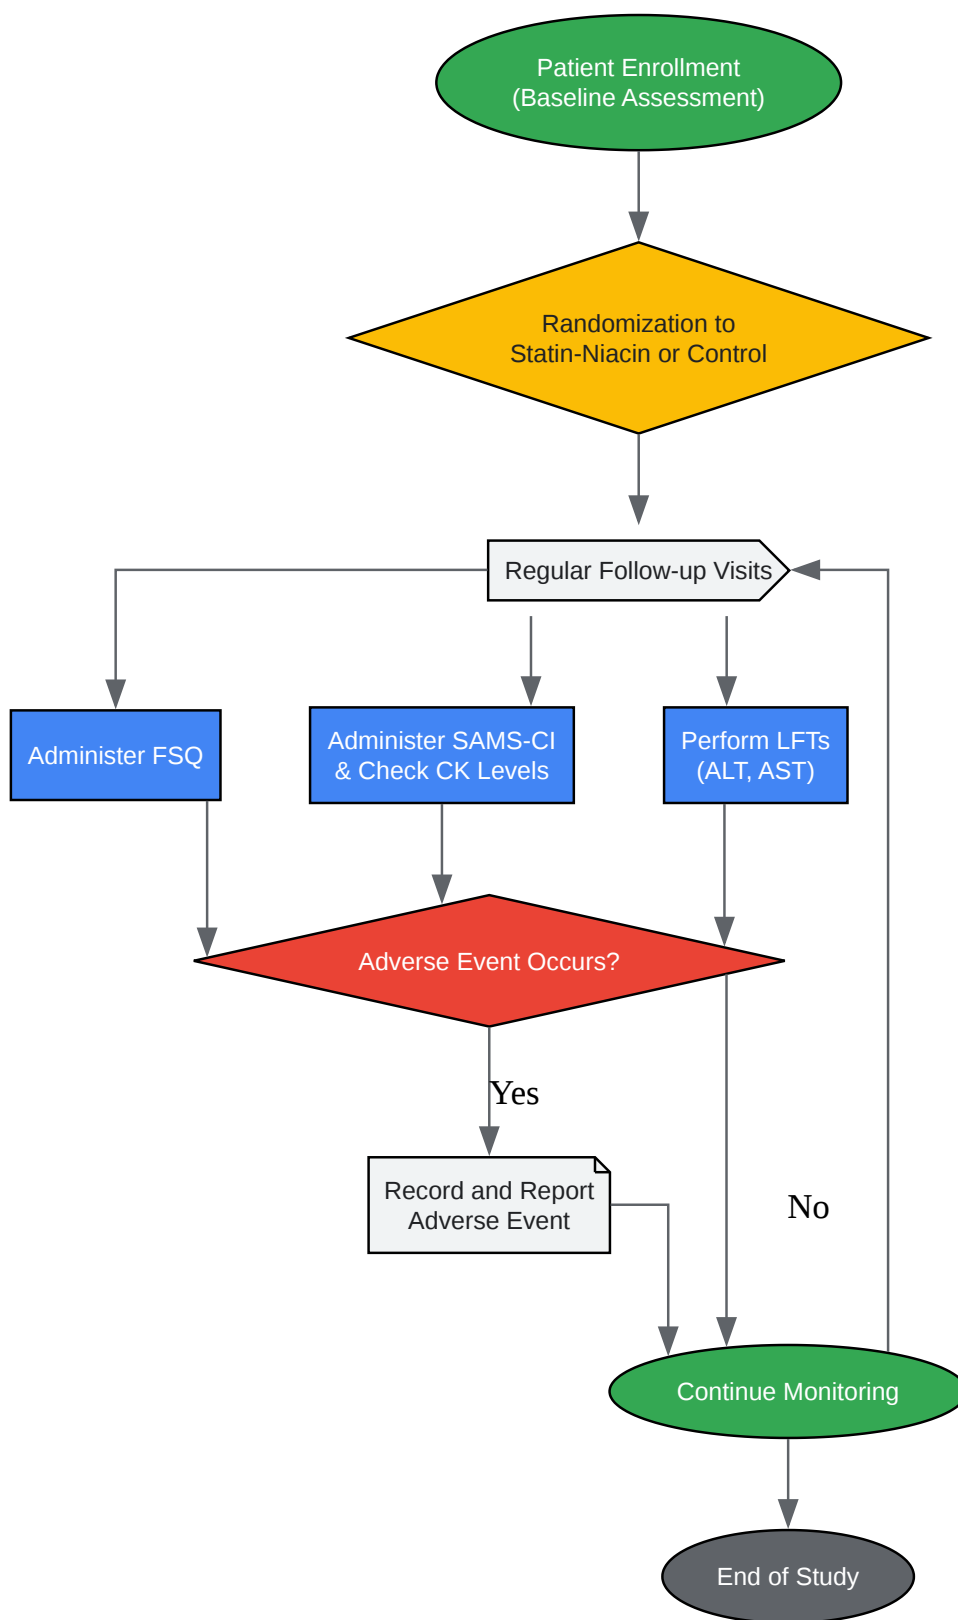 Patient Enrollment
(Baseline Assessment)
Randomization to
Statin-Niacin or Control
Regular Follow-up Visits
Administer FSQ
Administer SAMS-CI
& Check CK Levels
Perform LFTs
(ALT, AST)
Adverse Event Occurs?
Yes
Record and Report
Adverse Event
No
Continue Monitoring
End of Study